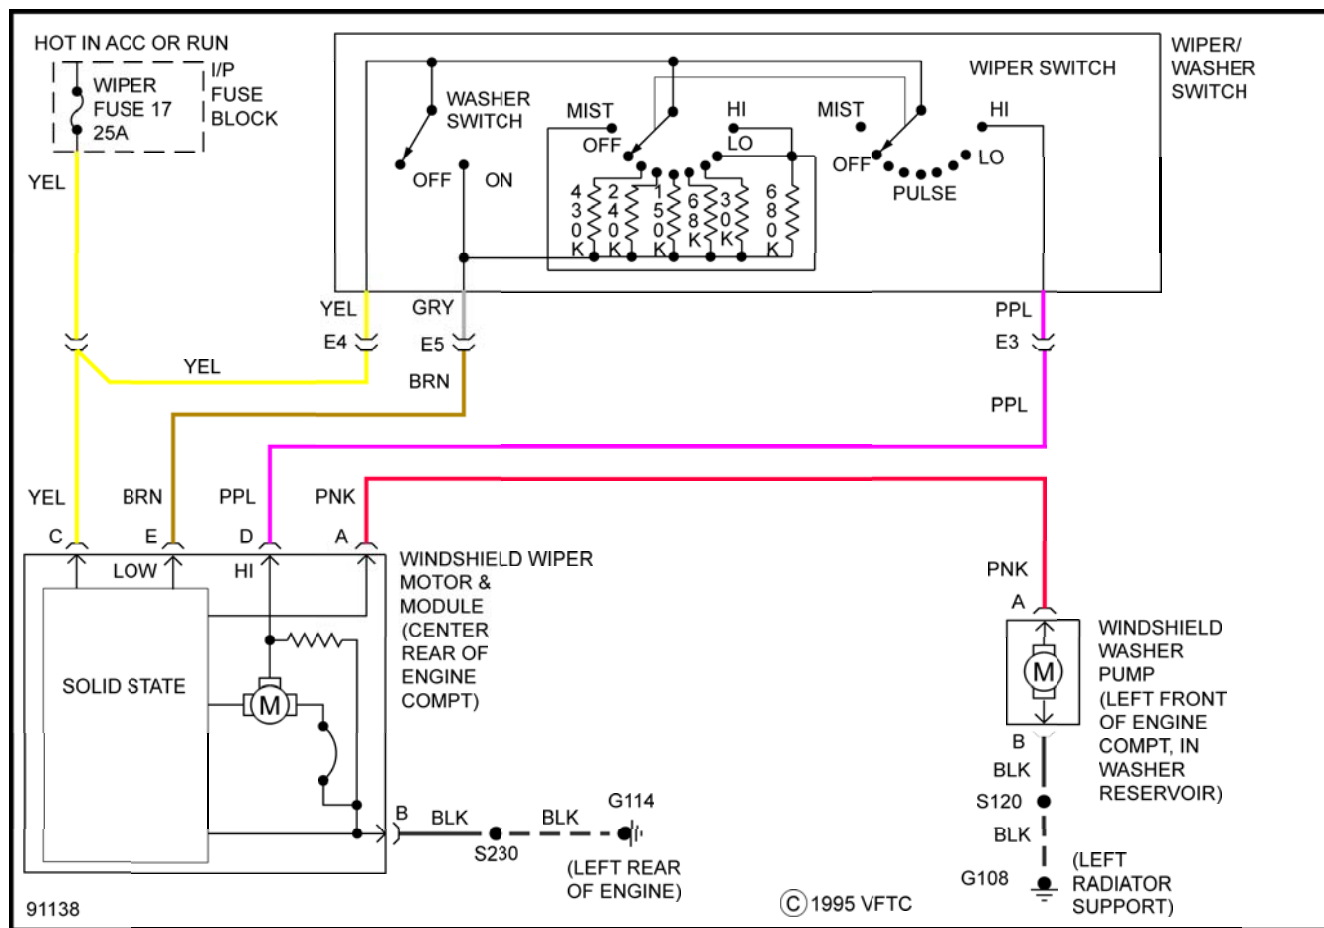 HOT IN ACC OR RUN
WIPER
FUSE 17
25A
I/P
FUSE
BLOCK
YEL
WASHER
SWITCH
OFF
ON
MIST
HI
OFF
LO
430K
240K
150K
68K
30K
680K
WIPER SWITCH
MIST
HI
OFF
LO
PULSE
WIPER/
WASHER
SWITCH
YEL
GRY
PPL
E4
E5
E3
YEL
BRN
PPL
YEL
BRN
PPL
PNK
C
E
D
A
LOW
HI
SOLID STATE
M
WINDSHIELD WIPER
MOTOR &
MODULE
(CENTER
REAR OF
ENGINE
COMPT)
B
BLK
S230
BLK
G114
(LEFT REAR
OF ENGINE)
PNK
A
M
WINDSHIELD
WASHER
PUMP
(LEFT FRONT
OF ENGINE
COMPT, IN
WASHER
RESERVOIR)
B
BLK
S120
BLK
G108
(LEFT
RADIATOR
SUPPORT)
91138
© 1995 VFTC